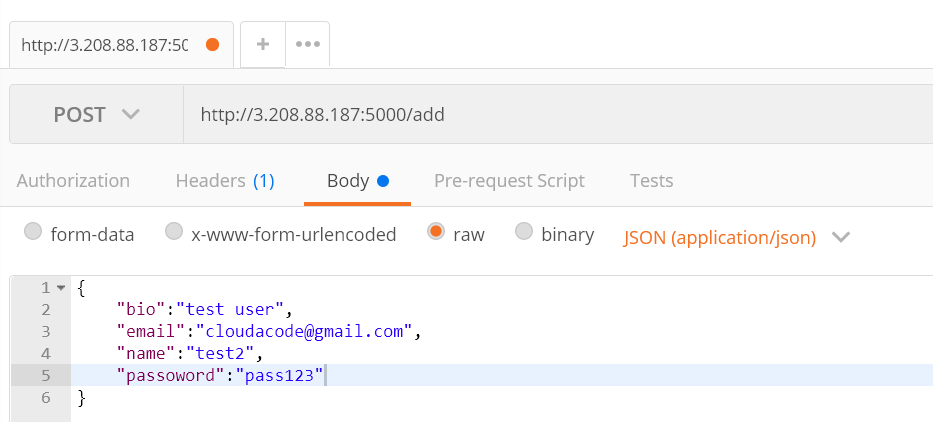 http://3.208.88.187:50
+ •••
POST http://3.208.88.187:5000/add
Authorization Headers (1) Body Pre-request Script Tests
form-data x-www-form-urlencoded raw binary JSON (application/json)
1 {
2 "bio":"test user",
3 "email":"cloudacode@gmail.com",
4 "name":"test2",
5 "passoword":"pass123"
6 }